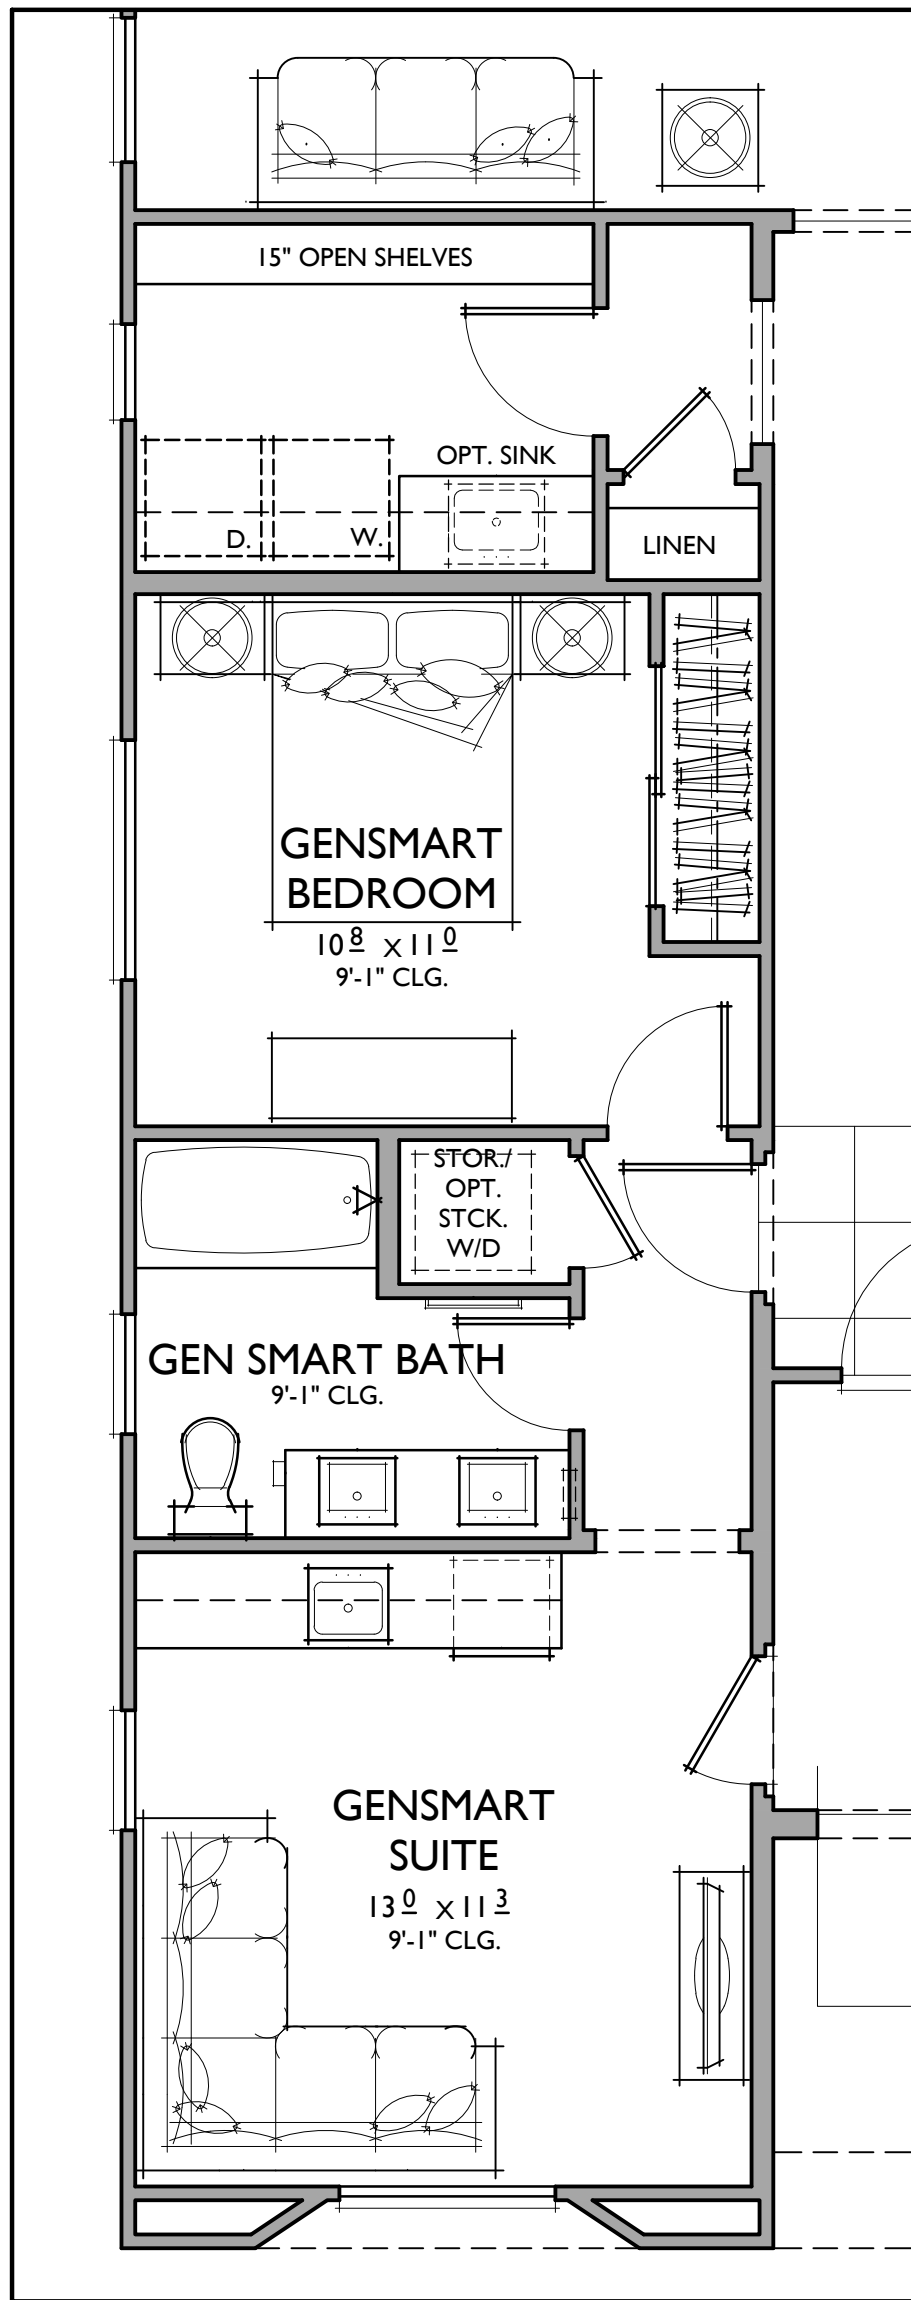 15" OPEN SHELVES
OPT. SINK
D.
W.
LINEN
GENSMART
BEDROOM
10 8 X 11 0
9'-1" CLG.
STOR./
OPT.
STCK.
W/D
GEN SMART BATH
9'-1" CLG.
GENSMART
SUITE
13 0 X 11 3
9'-1" CLG.